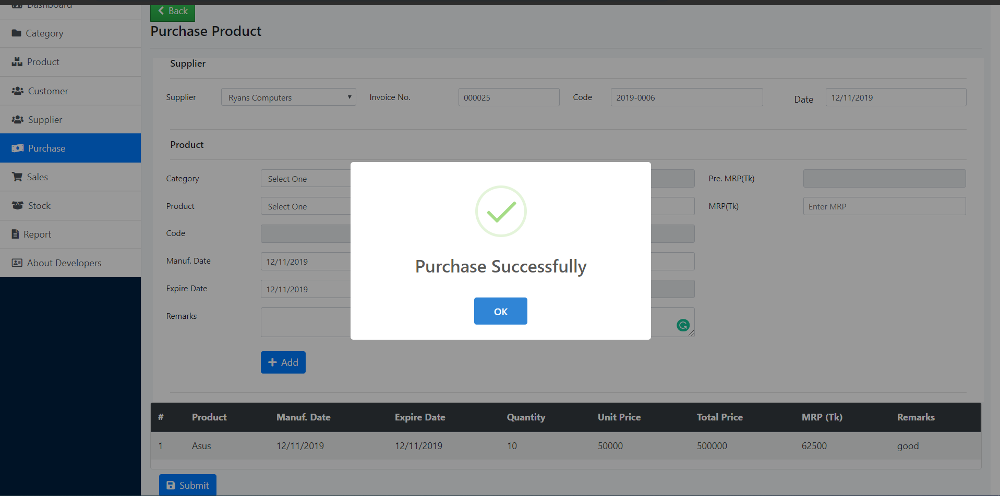 Dashboard
Category
Product
Customer
Supplier
Purchase
Sales
Stock
Report
About Developers
Back
Purchase Product
Supplier
Supplier Ryans Computers Invoice No. 000025 Code 2019-0006 Date 12/11/2019
Product
Category Select One Pre. MRP(Tk)
Product Select One MRP(Tk) Enter MRP
Code
Manuf. Date 12/11/2019
Expire Date 12/11/2019
Remarks
Add
Purchase Successfully
OK
# Product Manuf. Date Expire Date Quantity Unit Price Total Price MRP (Tk) Remarks
1 Asus 12/11/2019 12/11/2019 10 50000 500000 62500 good
Submit